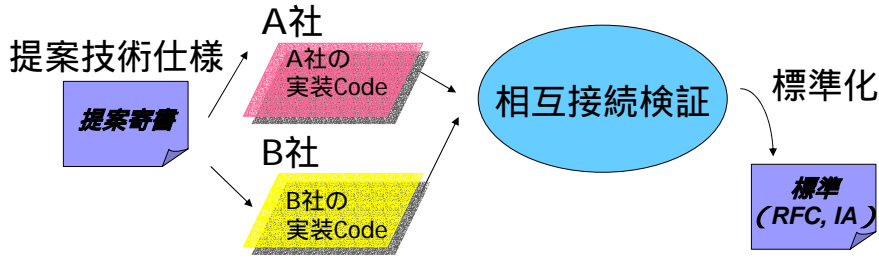 提案技術仕様
提案寄書
A社
A社の
実装Code
B社
B社の
実装Code
相互接続検証
標準化
標準
（RFC, IA）